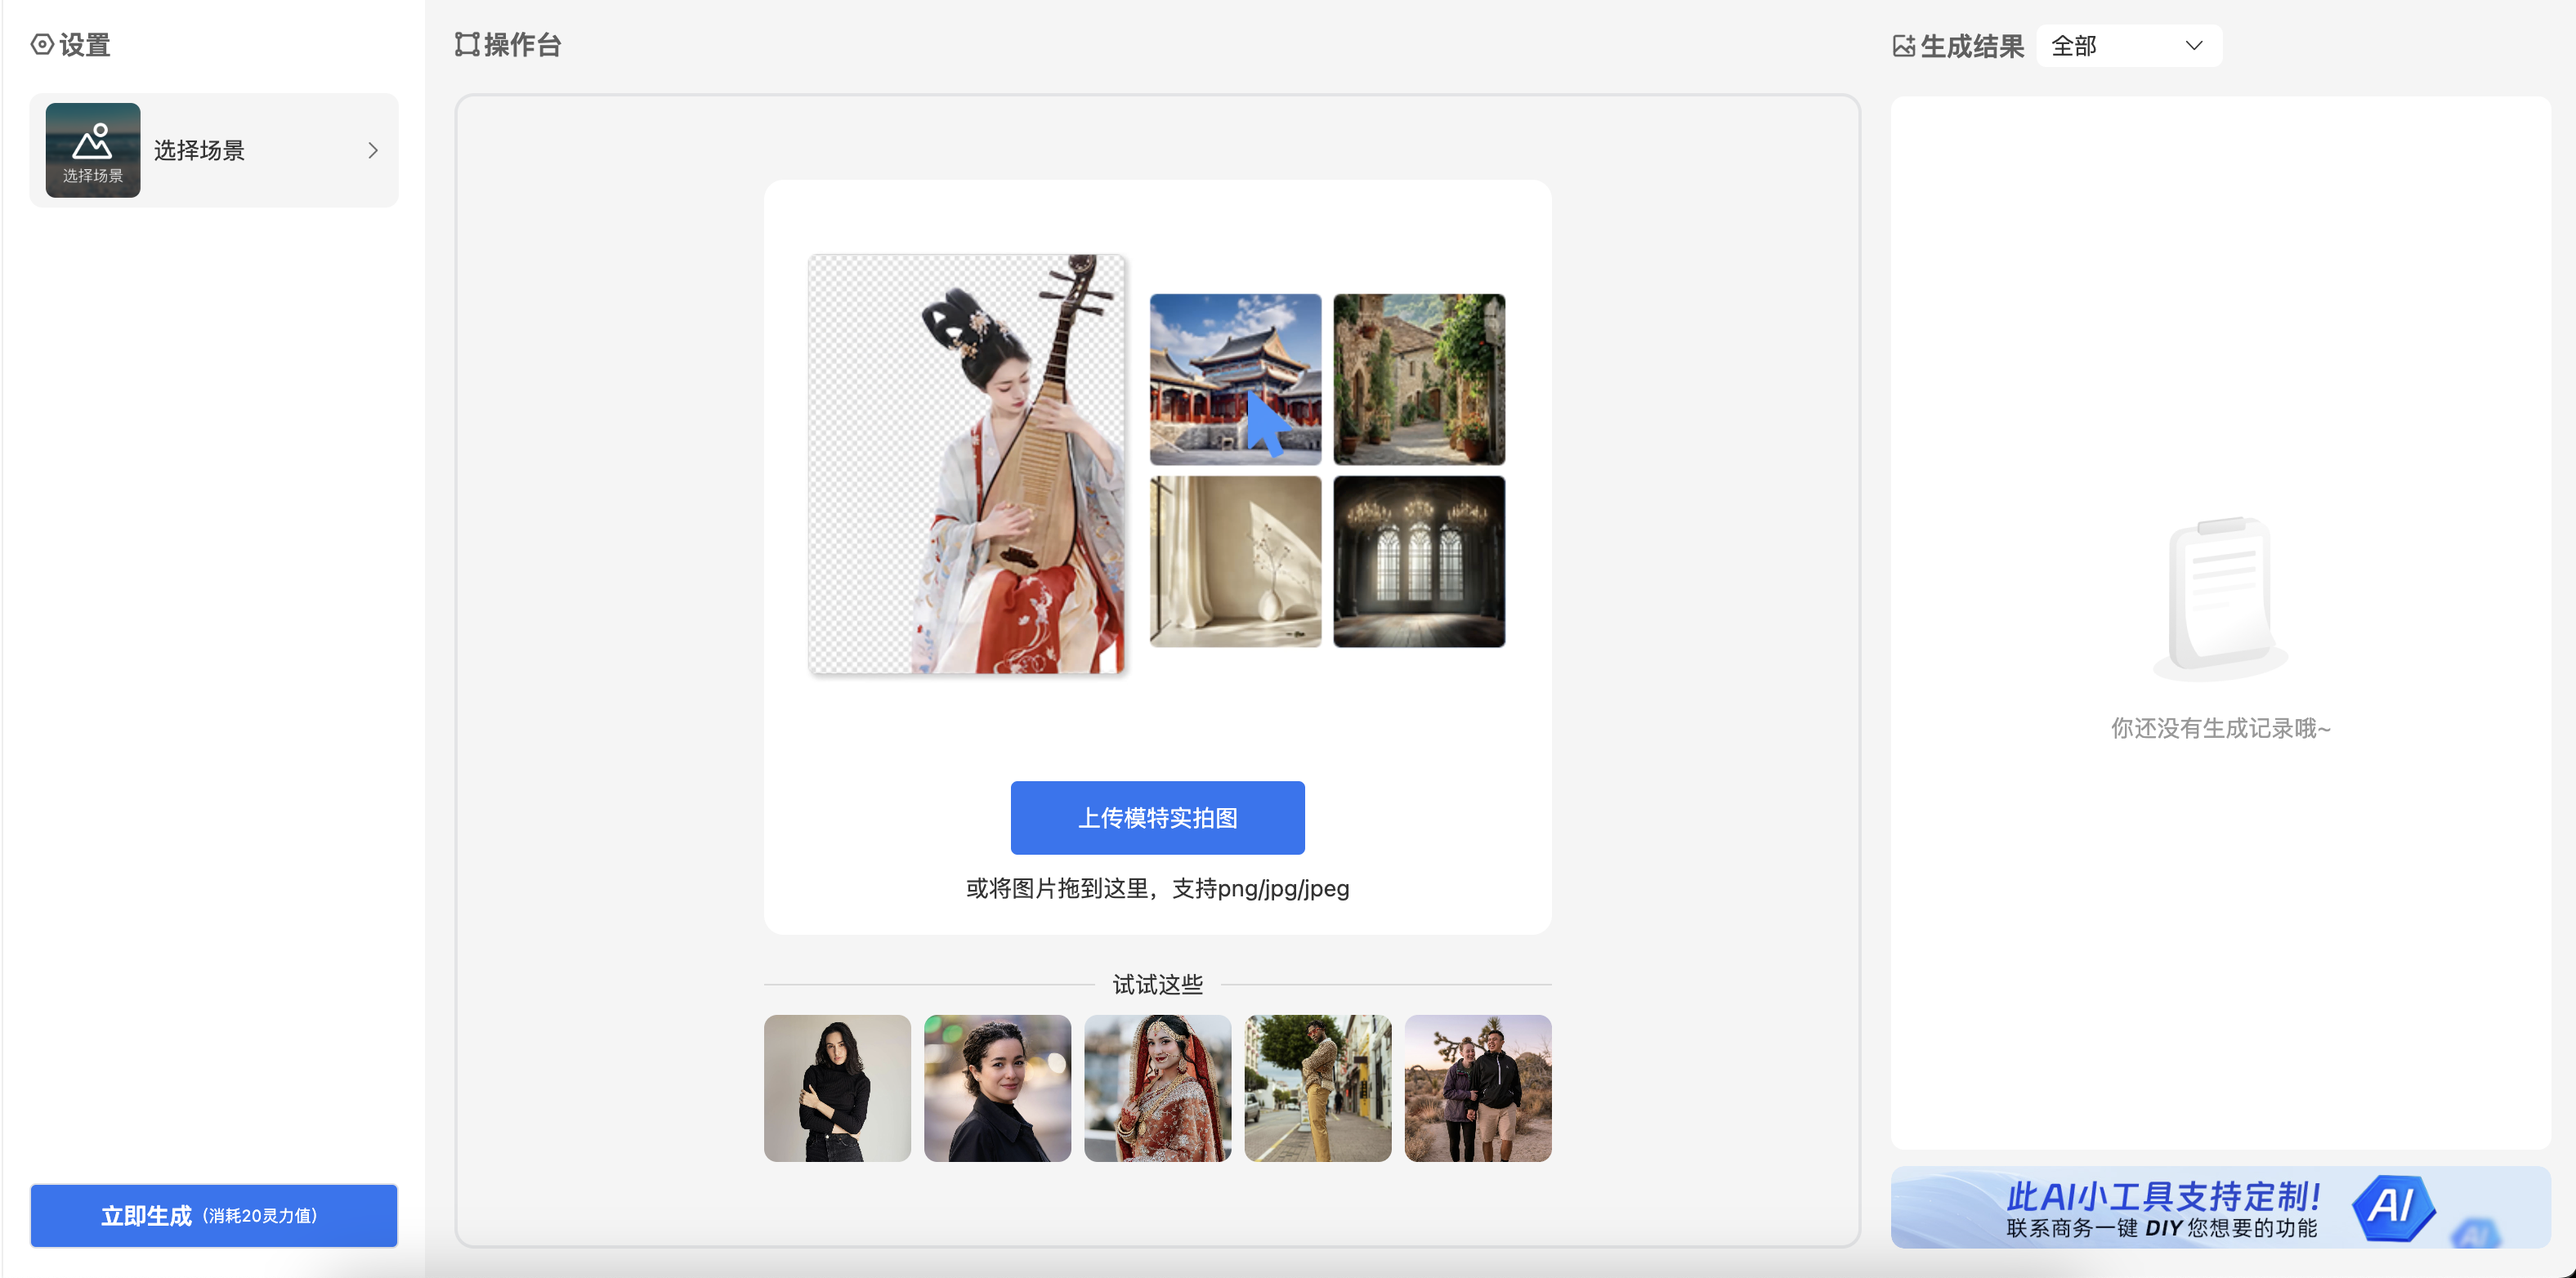 设置
选择场景
选择场景
立即生成 (消耗20灵力值)
操作台
上传模特实拍图
或将图片拖到这里，支持png/jpg/jpeg
试试这些
生成结果 全部
你还没有生成记录哦~
此AI小工具支持定制!
联系商务一键 DIY 您想要的功能
AI
AI